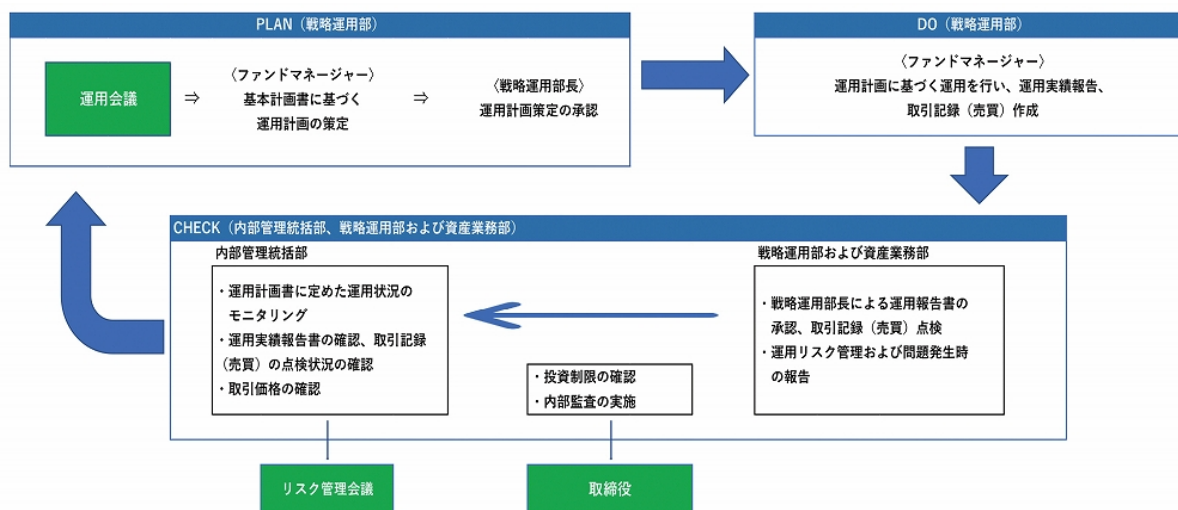 PLAN（戦略運用部）
運用会議
⇒
〈ファンドマネージャー〉
基本計画書に基づく
運用計画の策定
⇒
〈戦略運用部長〉
運用計画策定の承認
DO（戦略運用部）
〈ファンドマネージャー〉
運用計画に基づく運用を行い、運用実績報告、
取引記録（売買）作成
CHECK（内部管理統括部、戦略運用部および資産業務部）
内部管理統括部
・運用計画書に定めた運用状況の
モニタリング
・運用実績報告書の確認、取引記録
（売買）の点検状況の確認
・取引価格の確認
・投資制限の確認
・内部監査の実施
戦略運用部および資産業務部
・戦略運用部長による運用報告書の
承認、取引記録（売買）点検
・運用リスク管理および問題発生時
の報告
リスク管理会議
取締役